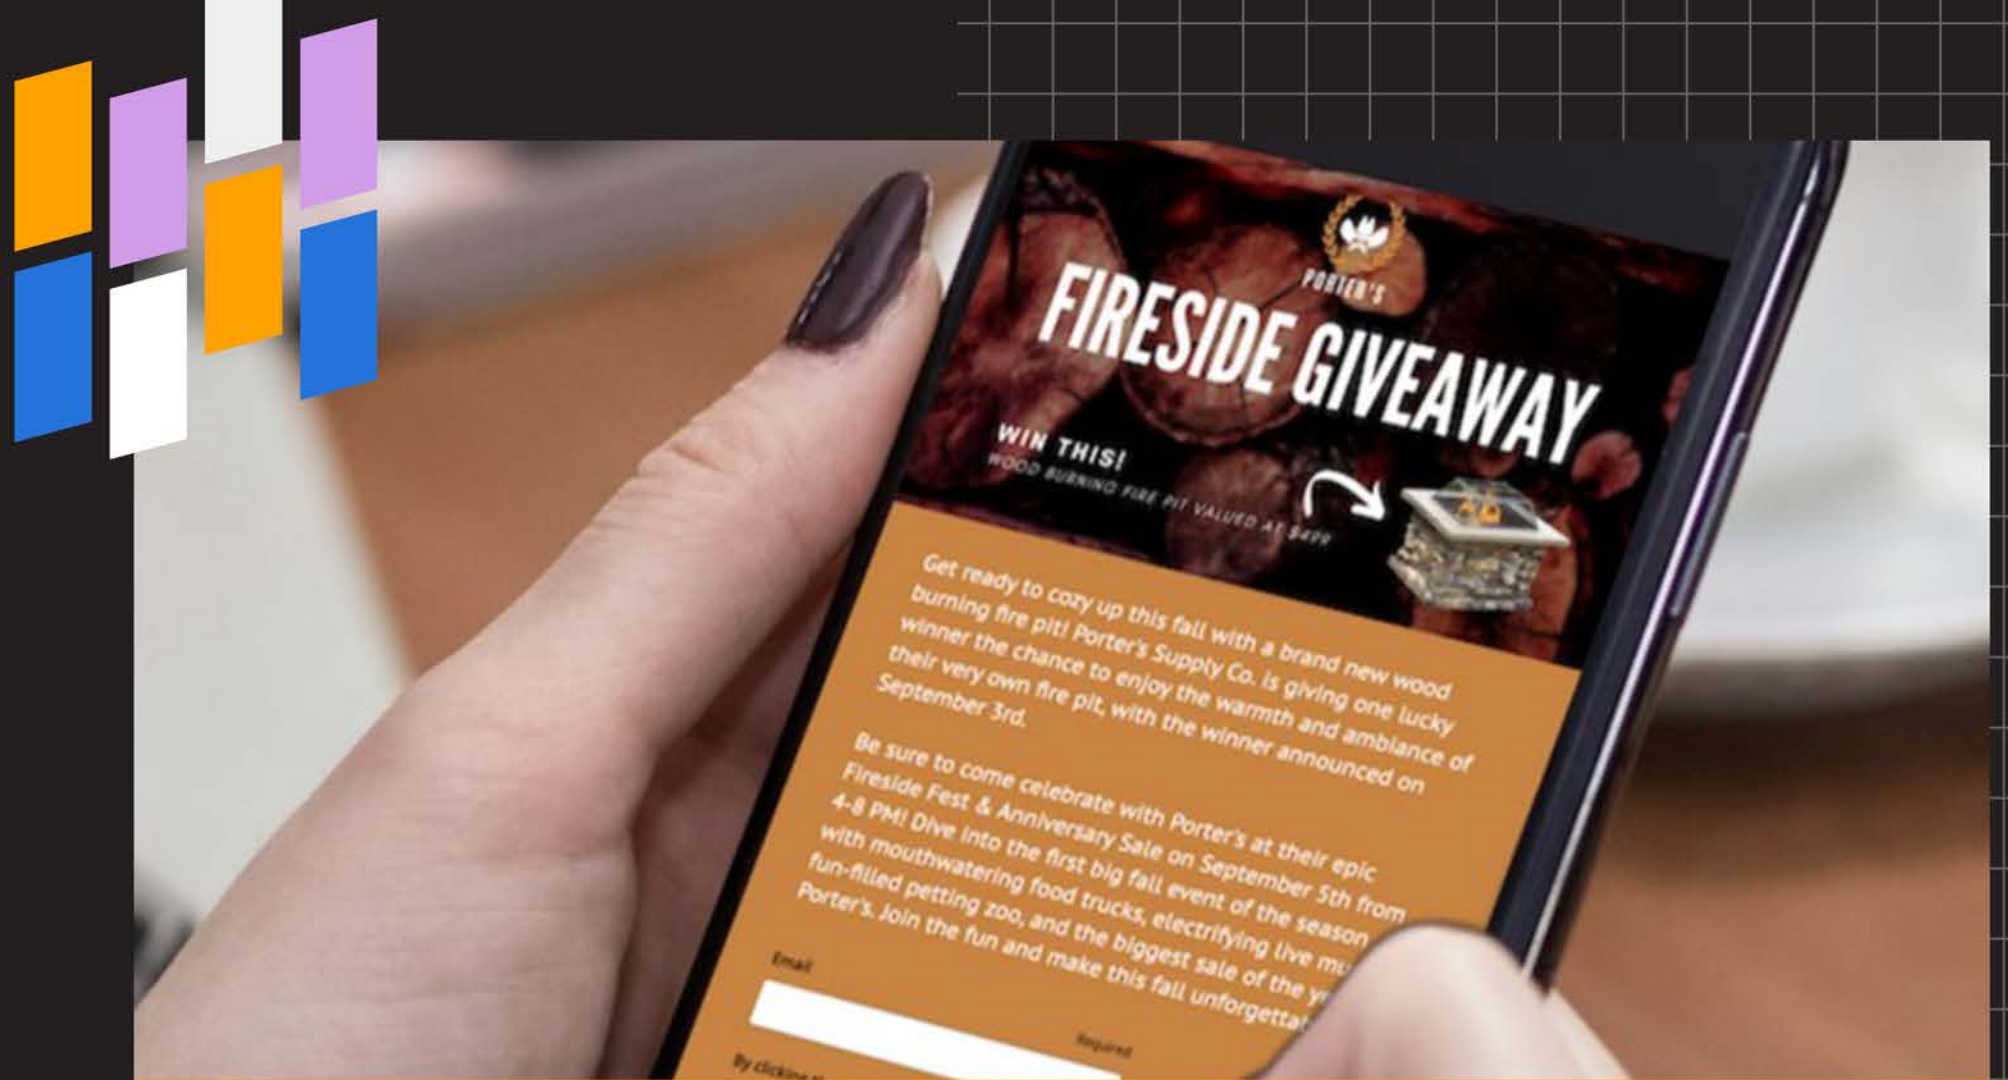 PORTER'S
FIRESIDE GIVEAWAY
WIN THIS!
WOOD BURNING FIRE PIT VALUED AT $499
Get ready to cozy up this fall with a brand new wood
burning fire pit! Porter's Supply Co. is giving one lucky
winner the chance to enjoy the warmth and ambiance of
their very own fire pit, with the winner announced on
September 3rd.
Be sure to come celebrate with Porter's at their epic
Fireside Fest & Anniversary Sale on September 5th from
4-8 PM! Dive into the first big fall event of the season
with mouthwatering food trucks, electrifying live
fun-filled petting zoo, and the biggest sale of the
Porter's. Join the fun and make this fall
Email
Required
By clicking